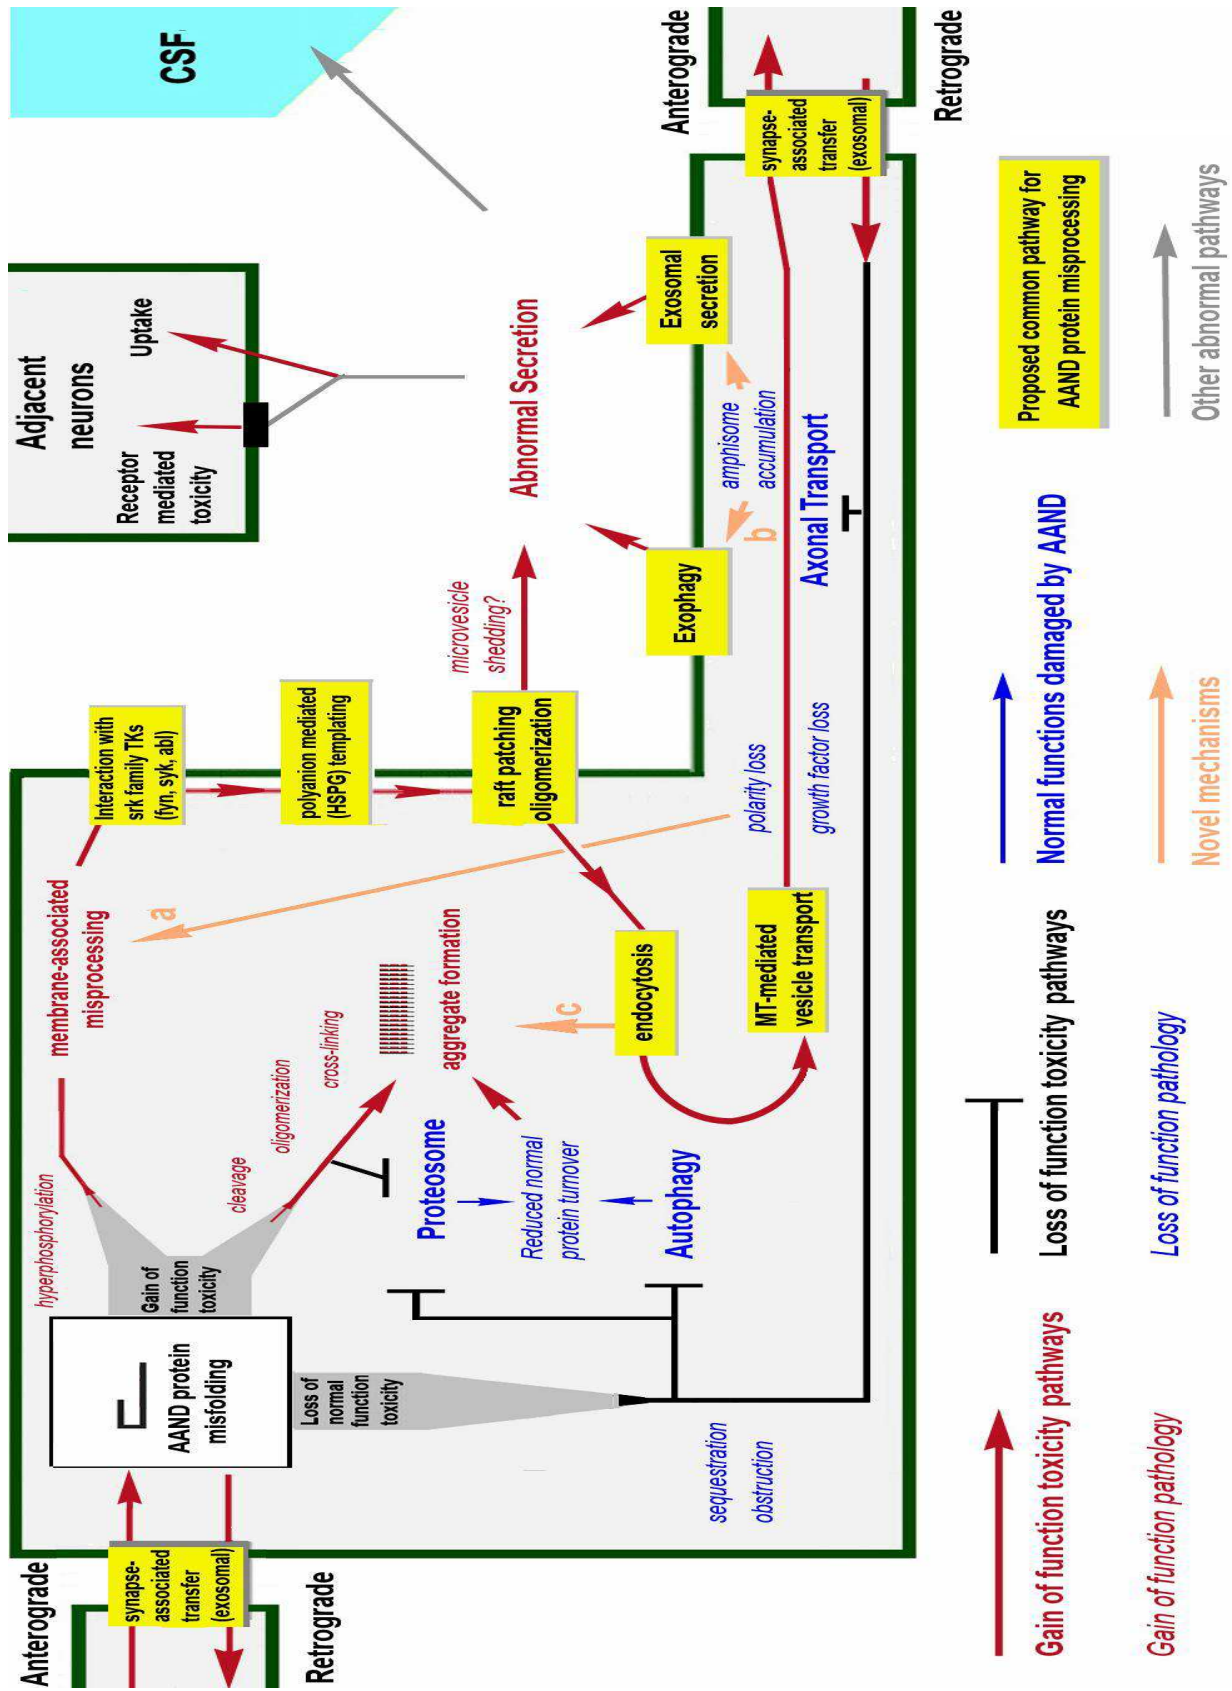 Anterograde
synapse-
associated
transfer
(exosomal)
Retrograde
AAND protein
misfolding
Gain of
function
toxicity
Loss of
normal
function
toxicity
hyperphosphorylation
cleavage
oligomerization
cross-linking
membrane-associated
misprocessing
a
Interaction with
srk family TKs
(fyn, syk, abl)
polyanion mediated
(HSPG) templating
raft patching
oligomerization
microvesicle
shedding?
Abnormal Secretion
Adjacent
neurons
Receptor
mediated
toxicity
Uptake
CSF
aggregate formation
c
endocytosis
Proteosome
Reduced normal
protein turnover
Autophagy
sequestration
obstruction
MT-mediated
vesicle transport
polarity loss
growth factor loss
Axonal Transport
Exophagy
b
amphisome
accumulation
Exosomal
secretion
Anterograde
synapse-
associated
transfer
(exosomal)
Retrograde
Gain of function toxicity pathways
Loss of function toxicity pathways
Normal functions damaged by AAND
Proposed common pathway for
AAND protein misprocessing
Gain of function pathology
Loss of function pathology
Novel mechanisms
Other abnormal pathways